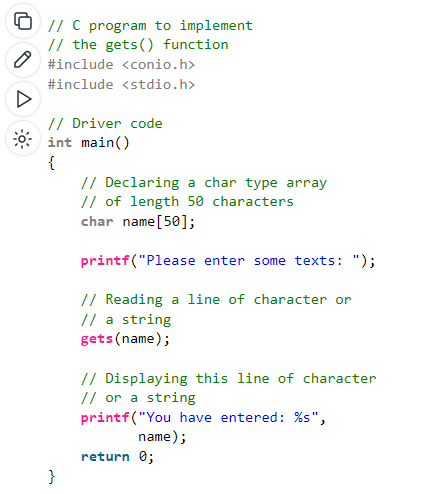 // C program to implement
// the gets() function
#include <conio.h>
#include <stdio.h>

// Driver code
int main()
{
    // Declaring a char type array
    // of length 50 characters
    char name[50];

    printf("Please enter some texts: ");

    // Reading a line of character or
    // a string
    gets(name);

    // Displaying this line of character
    // or a string
    printf("You have entered: %s",
           name);
    return 0;
}